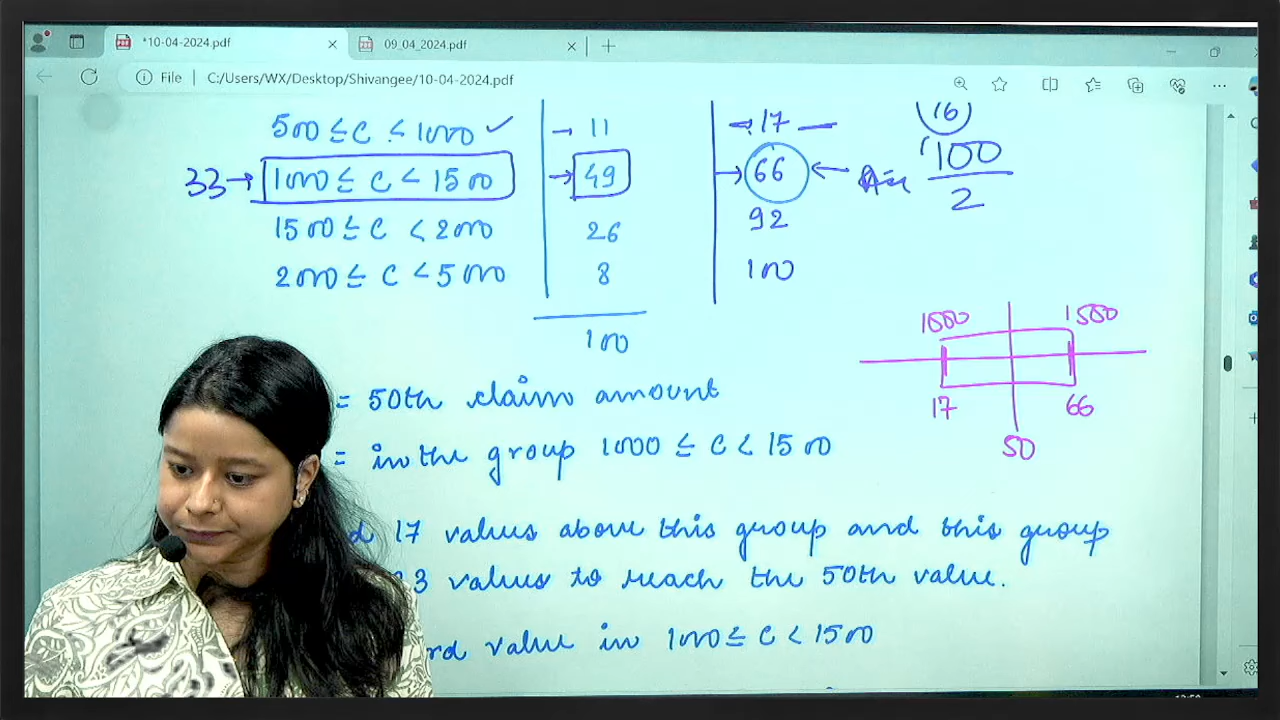 *10-04-2024.pdf 09_04_2024.pdf
File C:/Users/WX/Desktop/Shivangee/10-04-2024.pdf
500 ≤ C < 1000 ✓ → 11 17 16
33 → 1000 ≤ C < 1500 → 49 → 66 ← 100/2
1500 ≤ C < 2000 26 92
2000 ≤ C < 5000 8 100
100
1000 1500
17 66
50
= 50th claim amount
= in the group 1000 ≤ C < 1500
17 values above this group and this group
values to reach the 50th value.
rd value in 1000 ≤ C < 1500